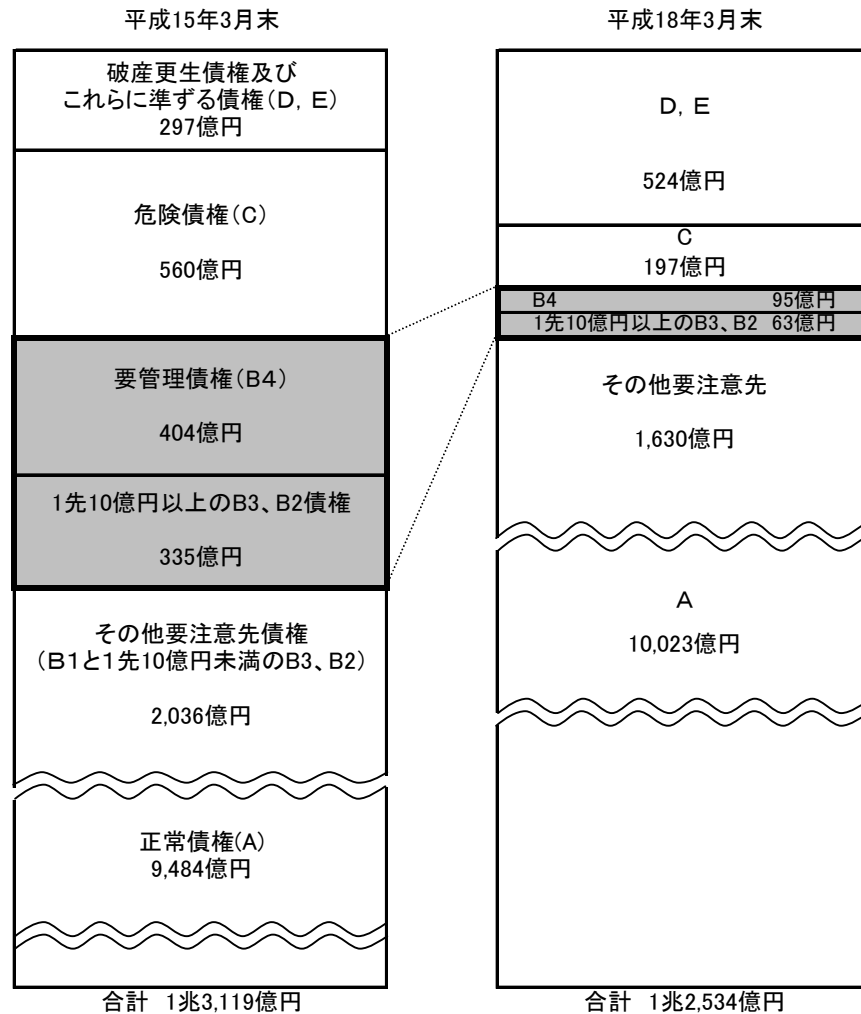 平成15年3月末
破産更生債権及び
これらに準ずる債権(D, E)
297億円
危険債権(C)
560億円
要管理債権(B4)
404億円
1先10億円以上のB3、B2債権
335億円
その他要注意先債権
(B1と1先10億円未満のB3、B2)
2,036億円
正常債権(A)
9,484億円
合計 1兆3,119億円
平成18年3月末
D, E
524億円
C
197億円
B4 95億円
1先10億円以上のB3、B2 63億円
その他要注意先
1,630億円
A
10,023億円
合計 1兆2,534億円